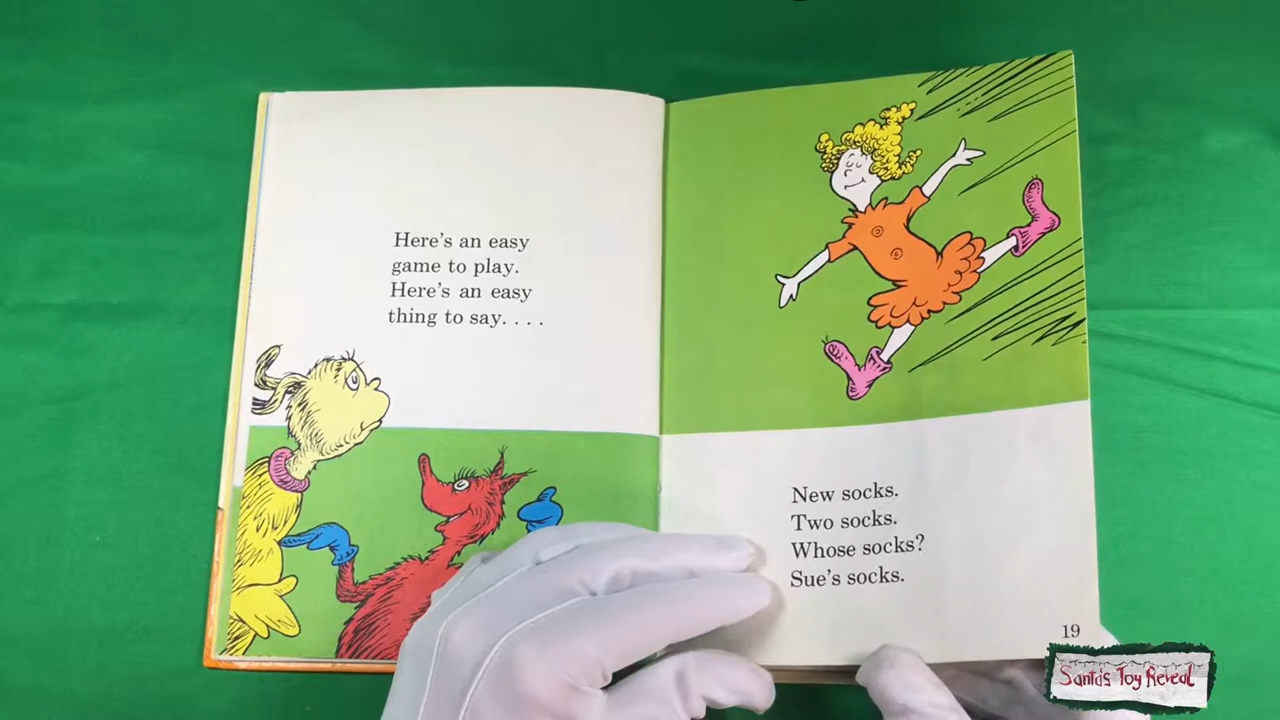 Here's an easy
game to play.
Here's an easy
thing to say. . . .
New socks.
Two socks.
Whose socks?
Sue's socks.
19
Santa's Toy Reveal